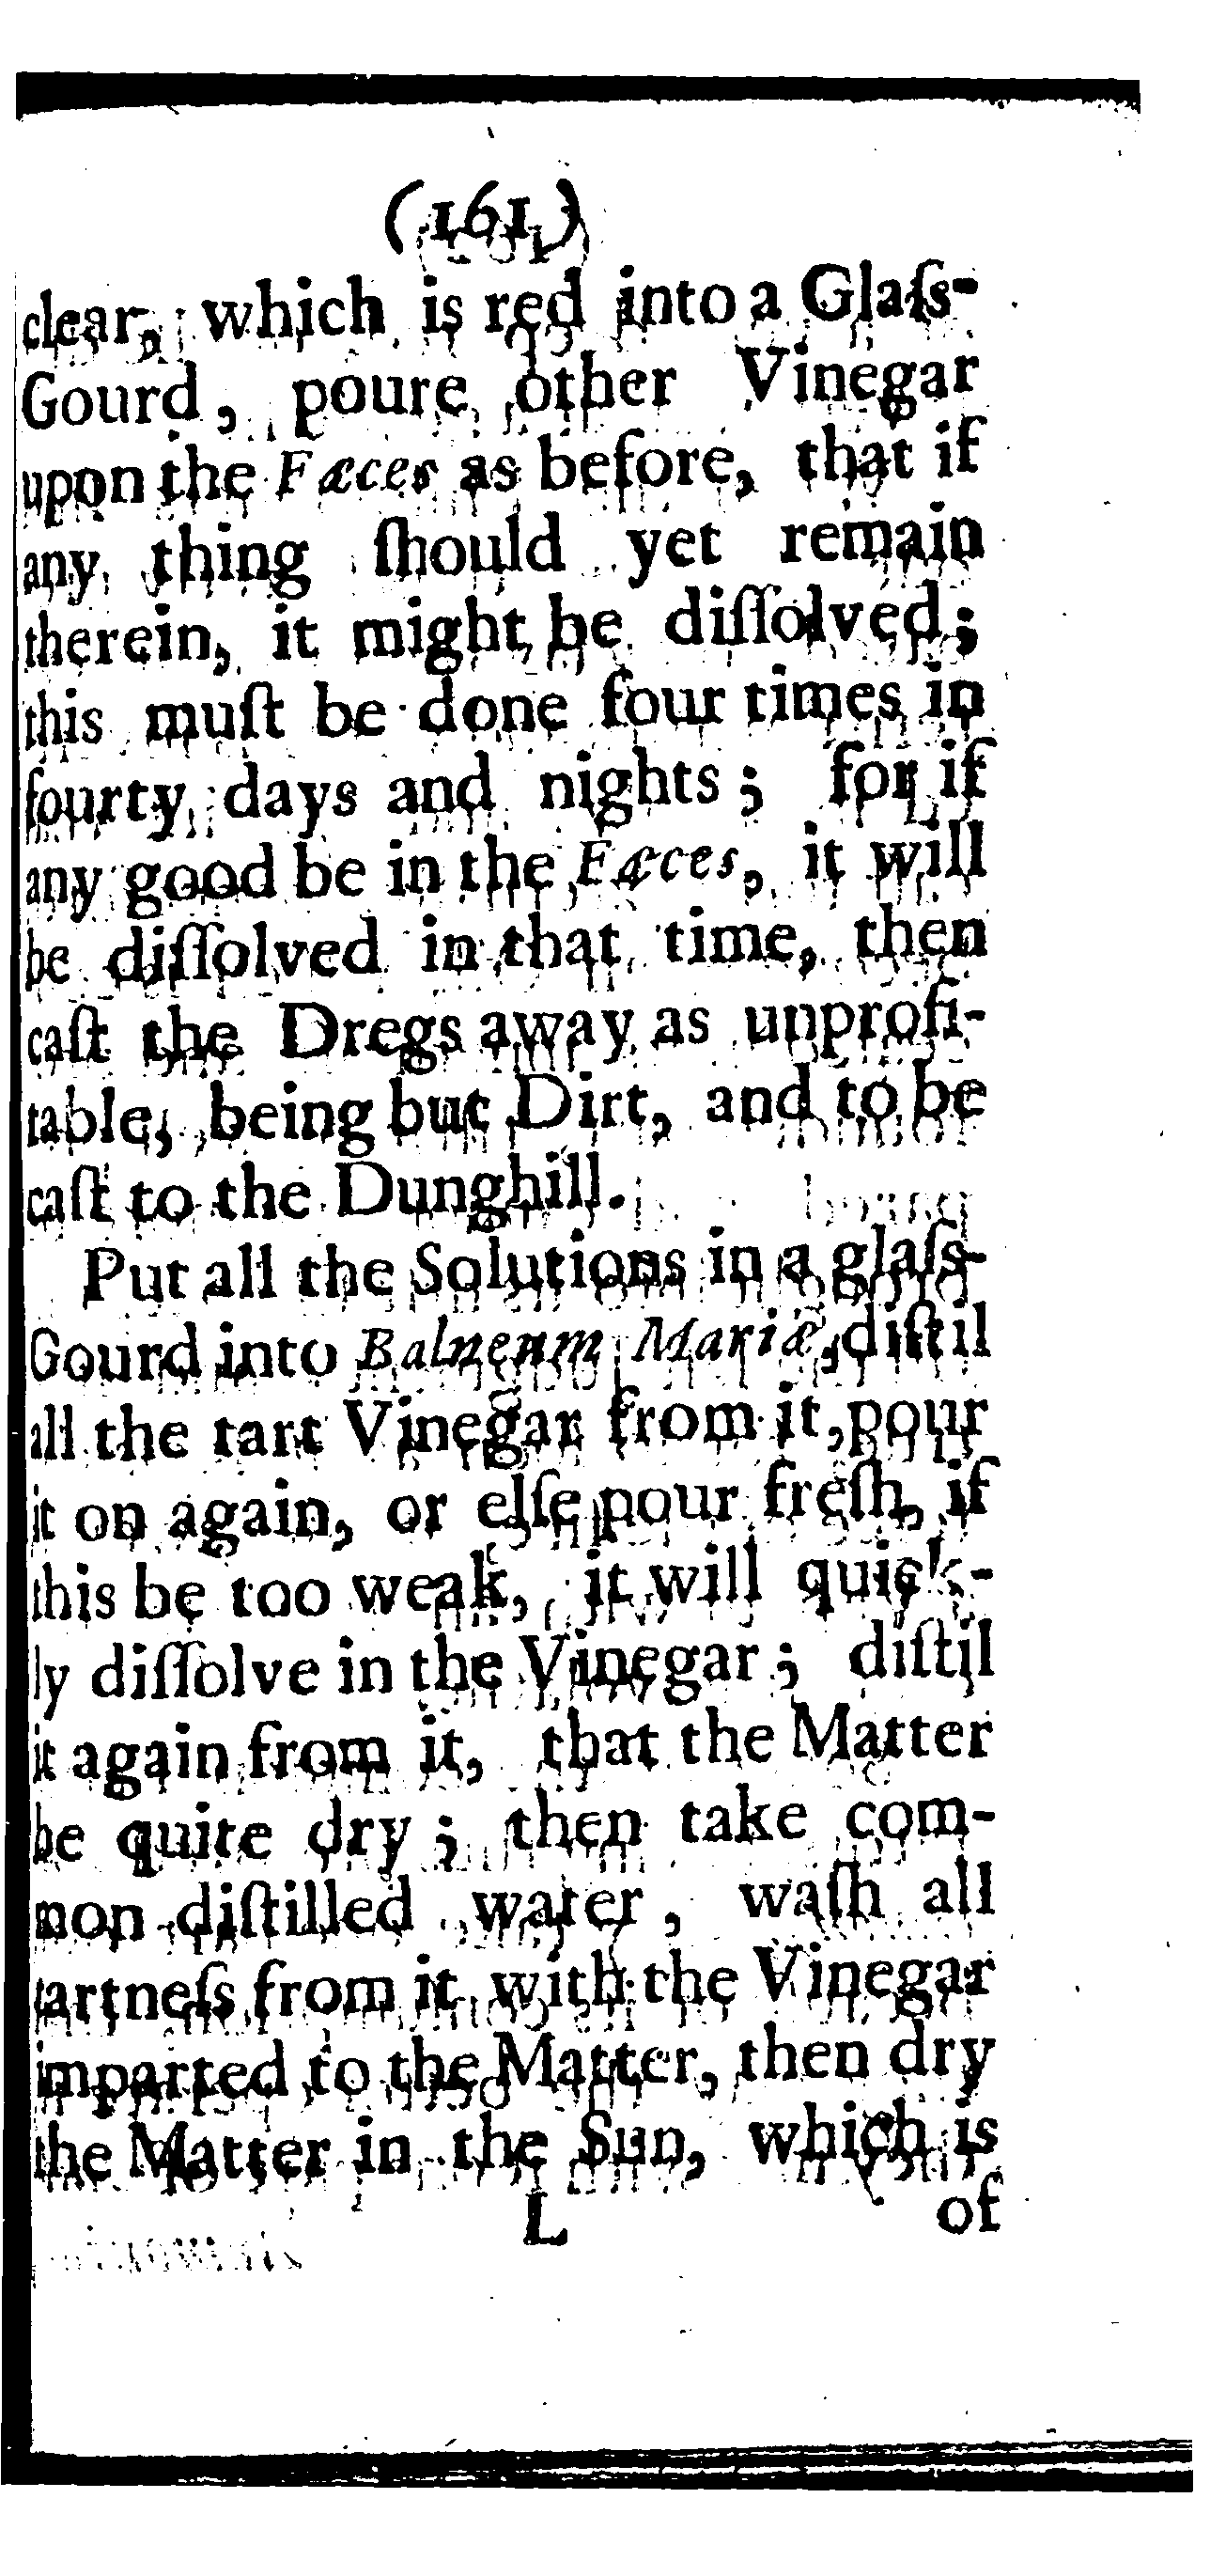 (161)
clear, which is red into a Glaſs-
Gourd, poure other Vinegar
upon the Fæces as before, that if
any thing ſhould yet remain
therein, it might be diſſolved;
this muſt be done four times in
fourty days and nights; for if
any good be in the Fæces, it will
be diſſolved in that time, then
caſt the Dregs away as unprofi-
table, being but Dirt, and to be
caſt to the Dunghill.
Put all the Solutions in a glaſs-
Gourd into Balneum Mariæ, diſtil
all the tart Vinegar from it, pour
it on again, or elſe pour freſh, if
this be too weak, it will quick-
ly diſſolve in the Vinegar; diſtil
it again from it, that the Matter
be quite dry; then take com-
mon diſtilled water, waſh all
tartneſs from it with the Vinegar
imparted to the Matter, then dry
the Matter in the Sun, which is
L of